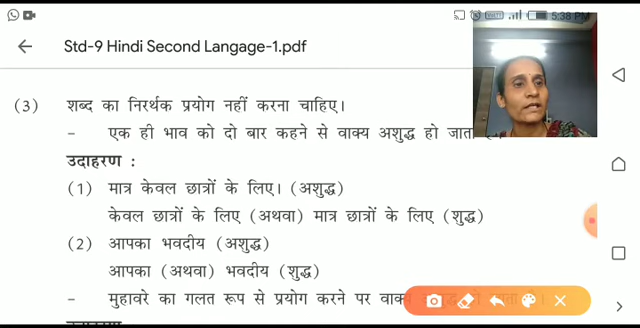 5:38 PM
Std-9 Hindi Second Langage-1.pdf
(3) शब्द का निरर्थक प्रयोग नहीं करना चाहिए।
- एक ही भाव को दो बार कहने से वाक्य अशुद्ध हो जाता
उदाहरण :
(1) मात्र केवल छात्रों के लिए। (अशुद्ध)
केवल छात्रों के लिए (अथवा) मात्र छात्रों के लिए (शुद्ध)
(2) आपका भवदीय (अशुद्ध)
आपका (अथवा) भवदीय (शुद्ध)
- मुहावरे का गलत रूप से प्रयोग करने पर